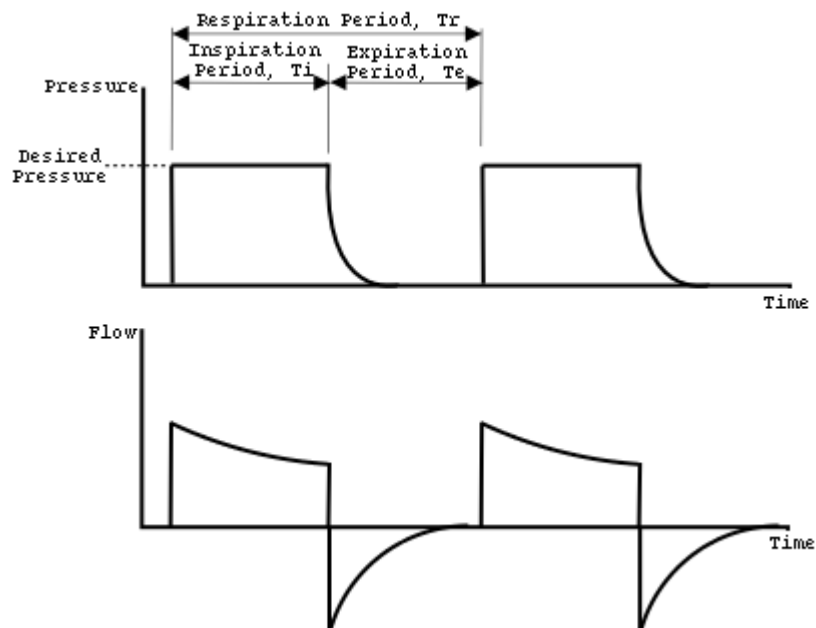 Respiration Period, Tr
Inspiration
Period, Ti
Expiration
Period, Te
Pressure
Desired
Pressure
Time
Flow
Time